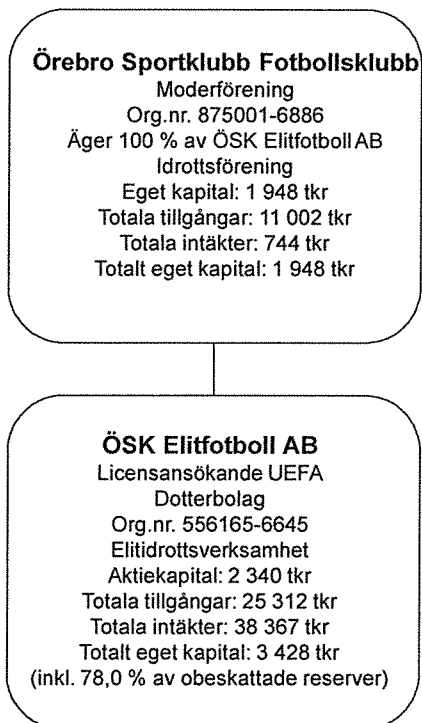 Örebro Sportklubb Fotbollsklubb
Moderförening
Org.nr. 875001-6886
Äger 100 % av ÖSK Elitfotboll AB
Idrottsförening
Eget kapital: 1 948 tkr
Totala tillgångar: 11 002 tkr
Totala intäkter: 744 tkr
Totalt eget kapital: 1 948 tkr
ÖSK Elitfotboll AB
Licensansökande UEFA
Dotterbolag
Org.nr. 556165-6645
Elitidrottsverksamhet
Aktiekapital: 2 340 tkr
Totala tillgångar: 25 312 tkr
Totala intäkter: 38 367 tkr
Totalt eget kapital: 3 428 tkr
(inkl. 78,0 % av obeskattade reserver)